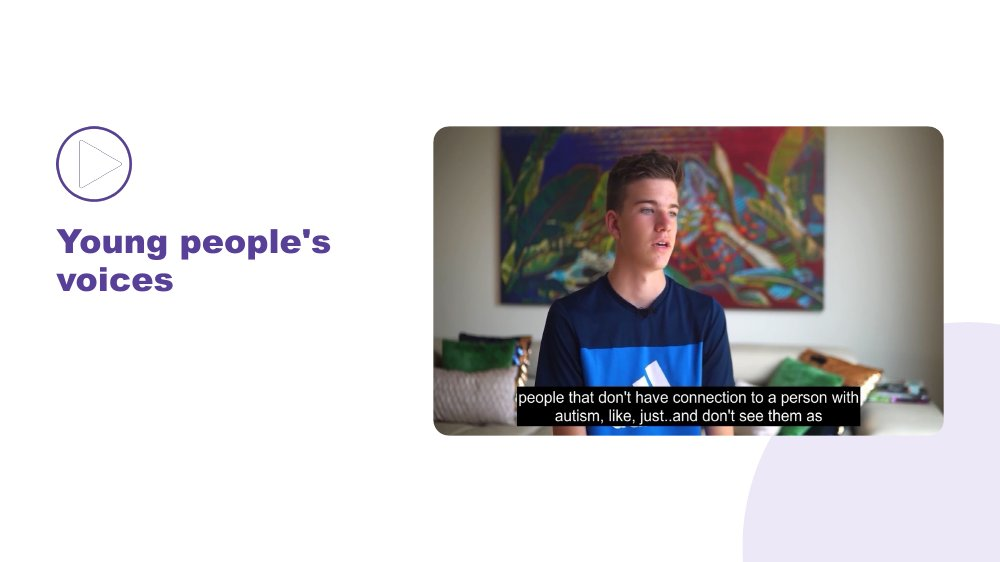 Young people's
voices
people that don't have connection to a person with
autism, like, just..and don't see them as